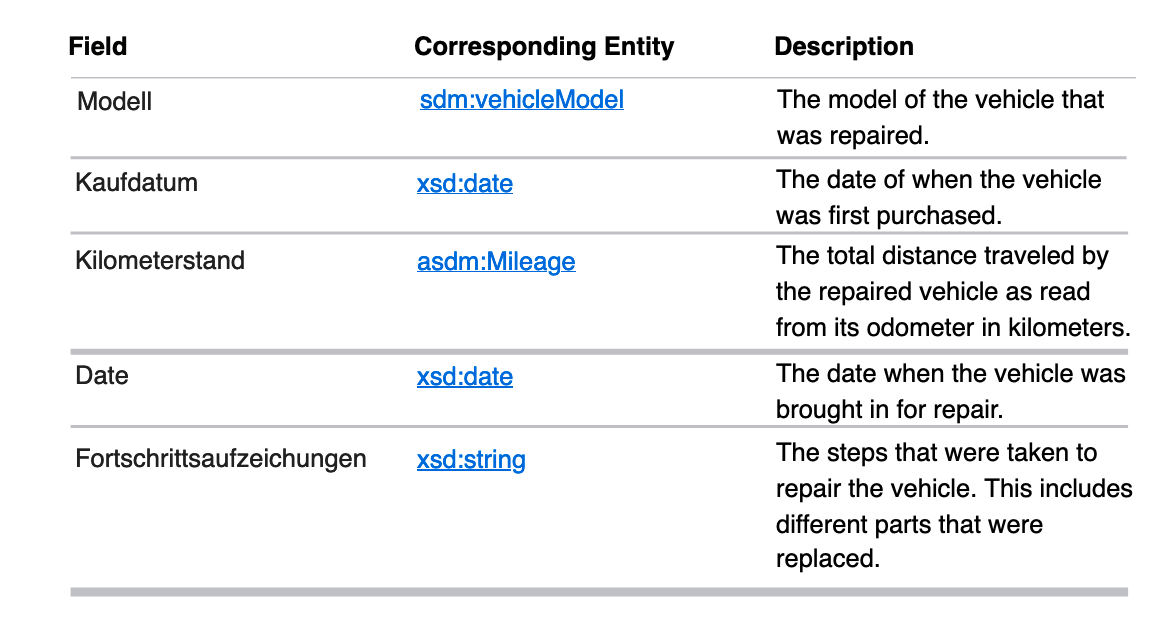 Field Corresponding Entity Description
Modell sdm:vehicleModel The model of the vehicle that
was repaired.
Kaufdatum xsd:date The date of when the vehicle
was first purchased.
Kilometerstand asdm:Mileage The total distance traveled by
the repaired vehicle as read
from its odometer in kilometers.
Date xsd:date The date when the vehicle was
brought in for repair.
Fortschrittsaufzeichungen xsd:string The steps that were taken to
repair the vehicle. This includes
different parts that were
replaced.